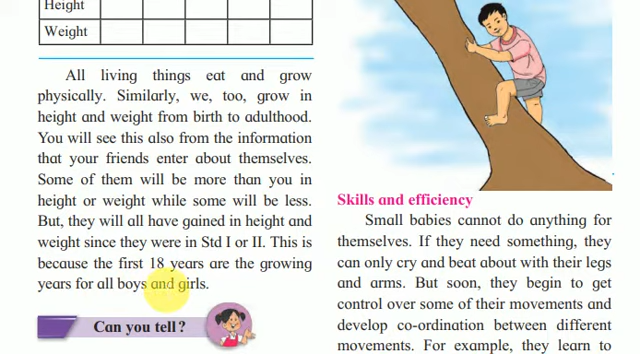 Height
Weight
All living things eat and grow
physically. Similarly, we, too, grow in
height and weight from birth to adulthood.
You will see this also from the information
that your friends enter about themselves.
Some of them will be more than you in
height or weight while some will be less.
But, they will all have gained in height and
weight since they were in Std I or II. This is
because the first 18 years are the growing
years for all boys and girls.
Can you tell?
Skills and efficiency
Small babies cannot do anything for
themselves. If they need something, they
can only cry and beat about with their legs
and arms. But soon, they begin to get
control over some of their movements and
develop co-ordination between different
movements. For example, they learn to